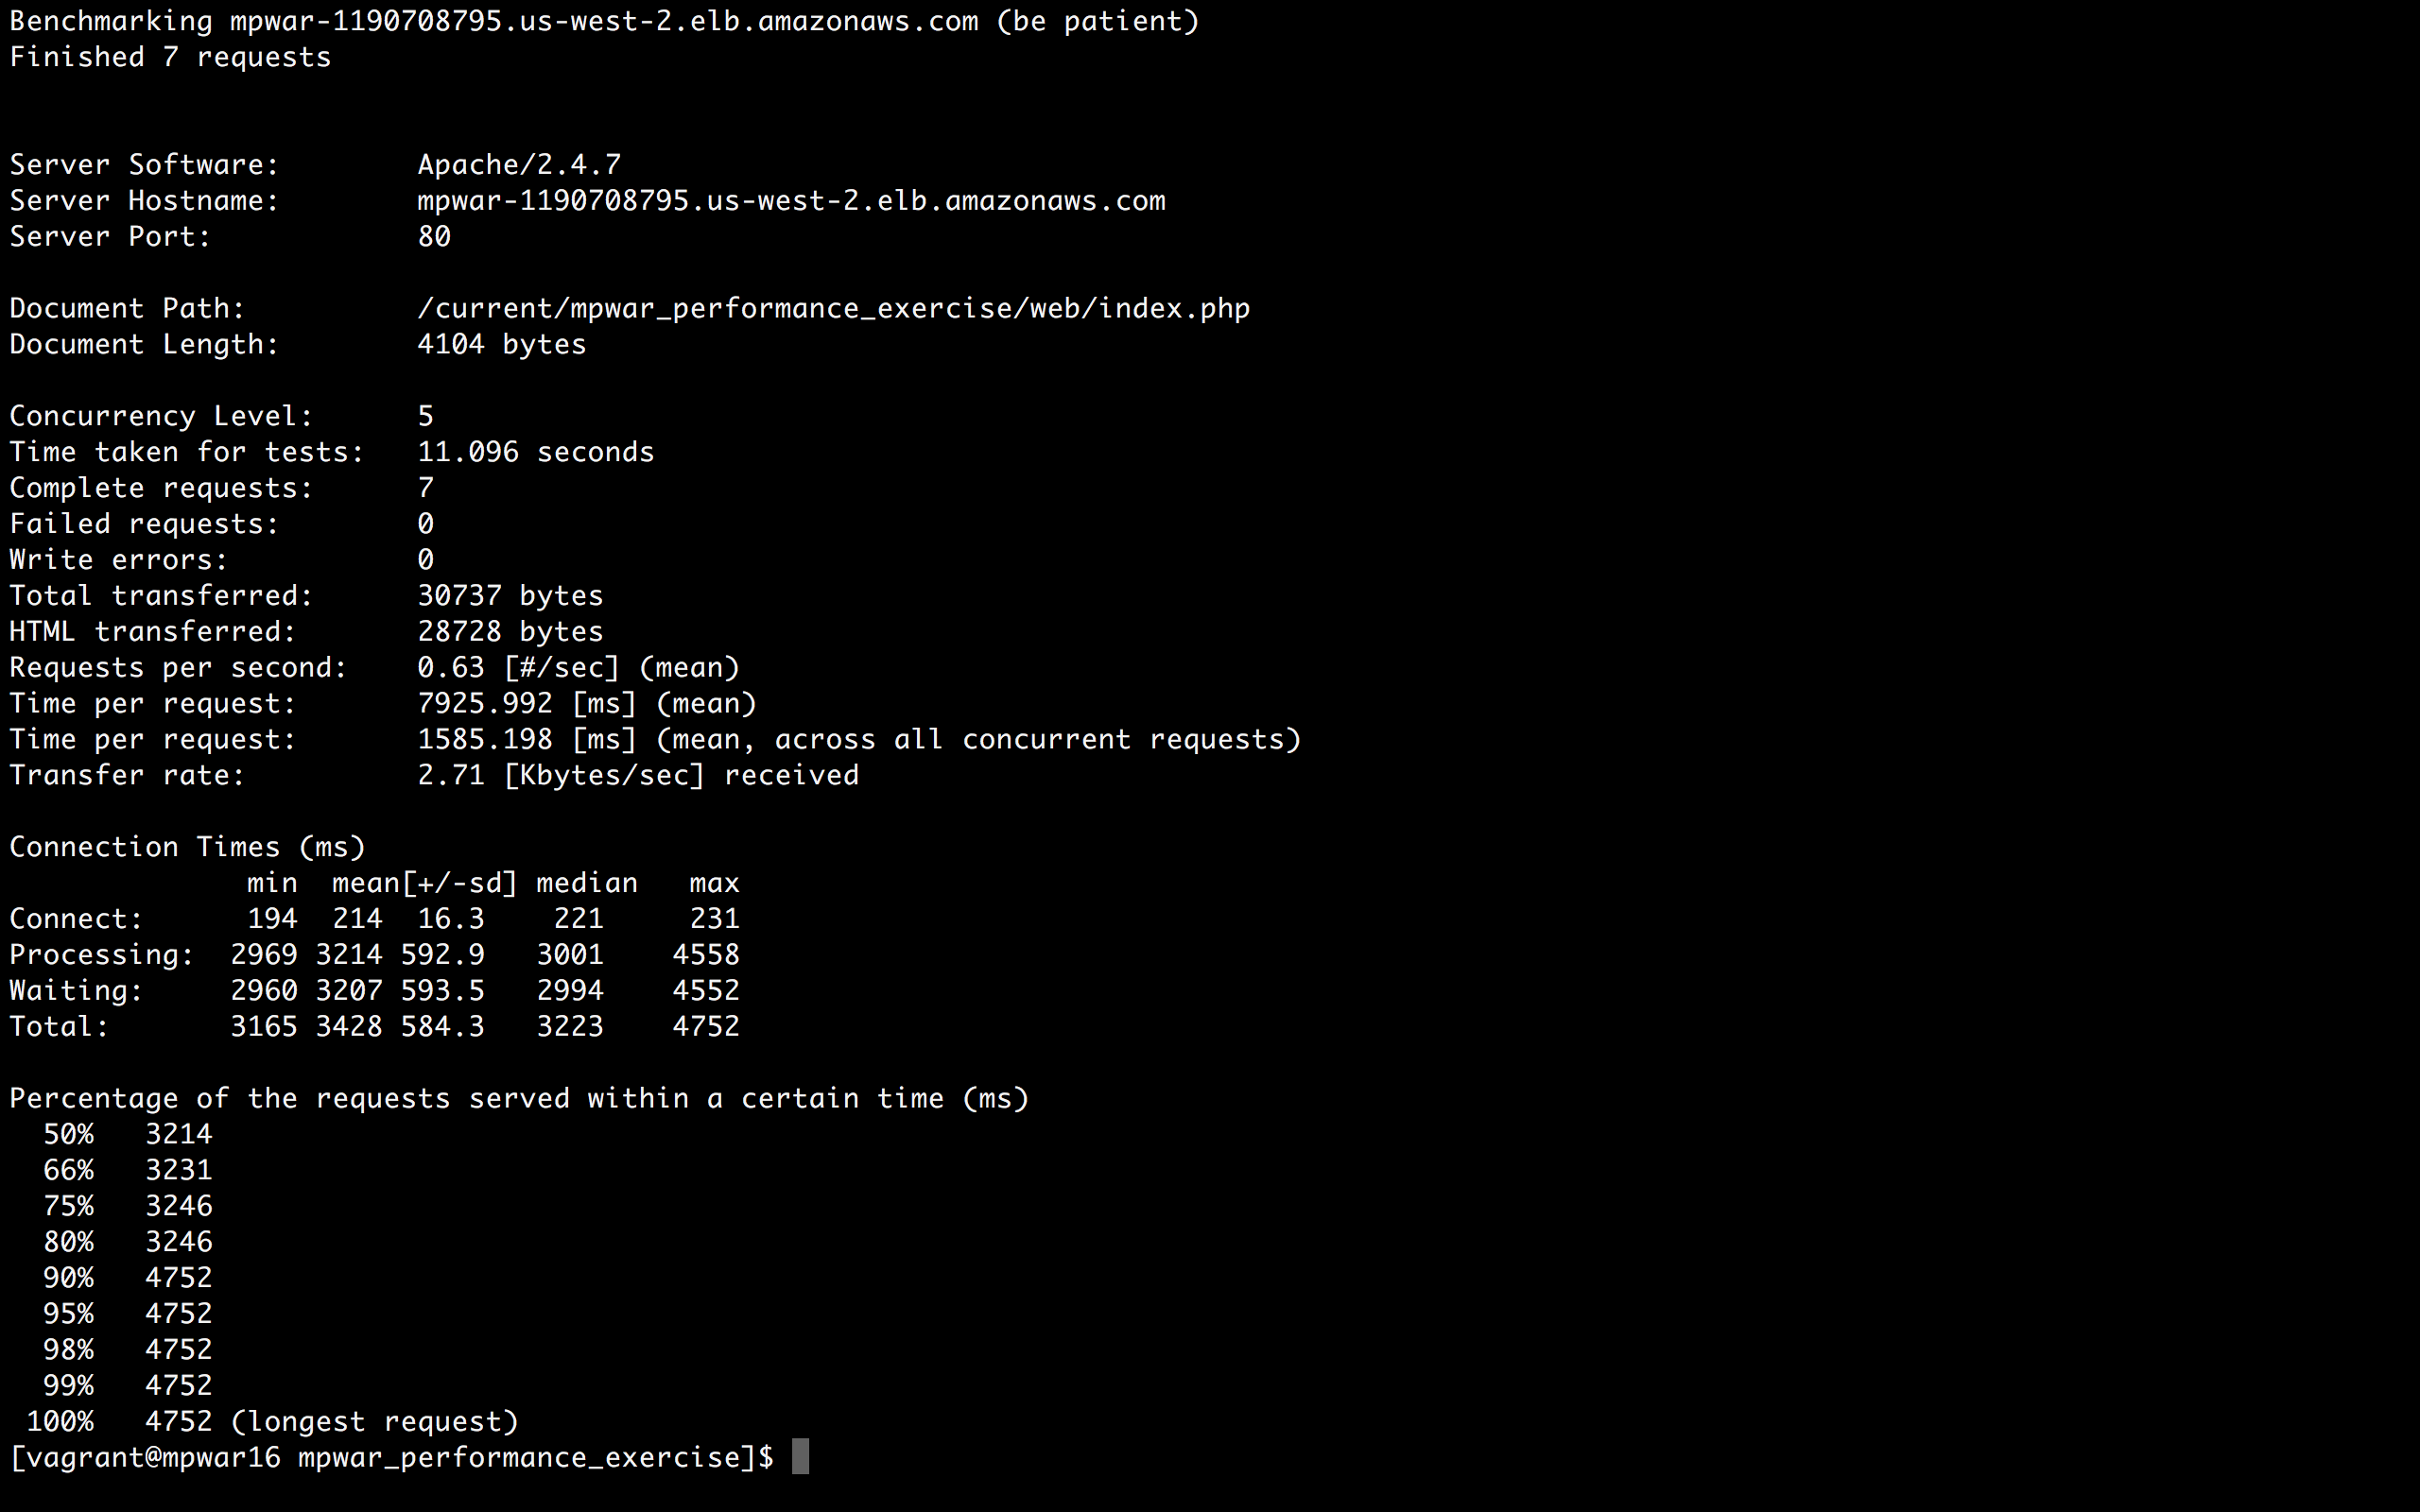 Benchmarking mpwar-1190708795.us-west-2.elb.amazonaws.com (be patient)
Finished 7 requests
Server Software:        Apache/2.4.7
Server Hostname:        mpwar-1190708795.us-west-2.elb.amazonaws.com
Server Port:            80
Document Path:          /current/mpwar_performance_exercise/web/index.php
Document Length:        4104 bytes
Concurrency Level:      5
Time taken for tests:   11.096 seconds
Complete requests:      7
Failed requests:        0
Write errors:           0
Total transferred:      30737 bytes
HTML transferred:       28728 bytes
Requests per second:    0.63 [#/sec] (mean)
Time per request:       7925.992 [ms] (mean)
Time per request:       1585.198 [ms] (mean, across all concurrent requests)
Transfer rate:          2.71 [Kbytes/sec] received
Connection Times (ms)
              min  mean[+/-sd] median   max
Connect:      194  214  16.3    221     231
Processing:  2969 3214 592.9   3001    4558
Waiting:     2960 3207 593.5   2994    4552
Total:       3165 3428 584.3   3223    4752
Percentage of the requests served within a certain time (ms)
  50%   3214
  66%   3231
  75%   3246
  80%   3246
  90%   4752
  95%   4752
  98%   4752
  99%   4752
 100%   4752 (longest request)
[vagrant@mpwar16 mpwar_performance_exercise]$